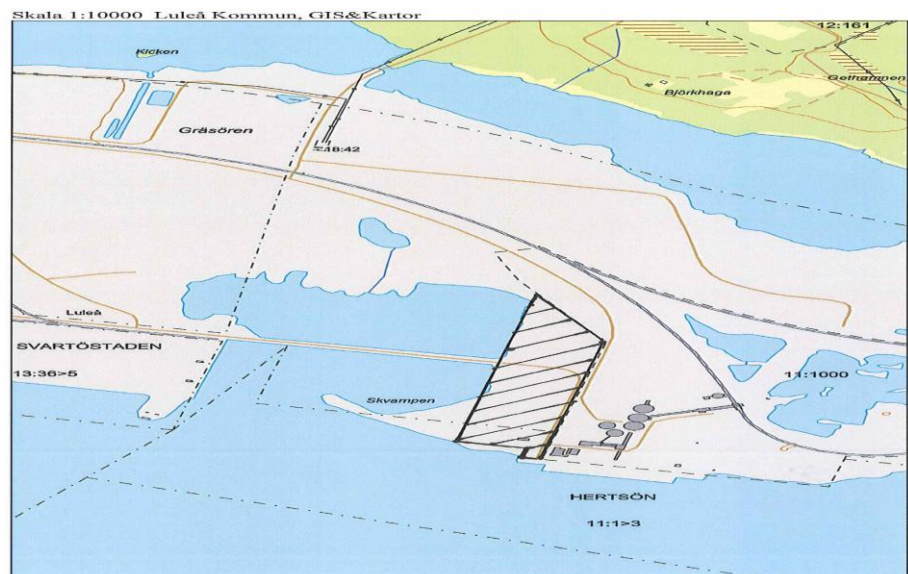 Skala 1:10000 Luleå Kommun, GIS&Kartor
12:161
Kicken
Gethampen
Björkhaga
Gräsören
18:42
Luleå
SVARTÖSTADEN
13:36>5
11:1000
Skvampen
HERTSÖN
11:1>3